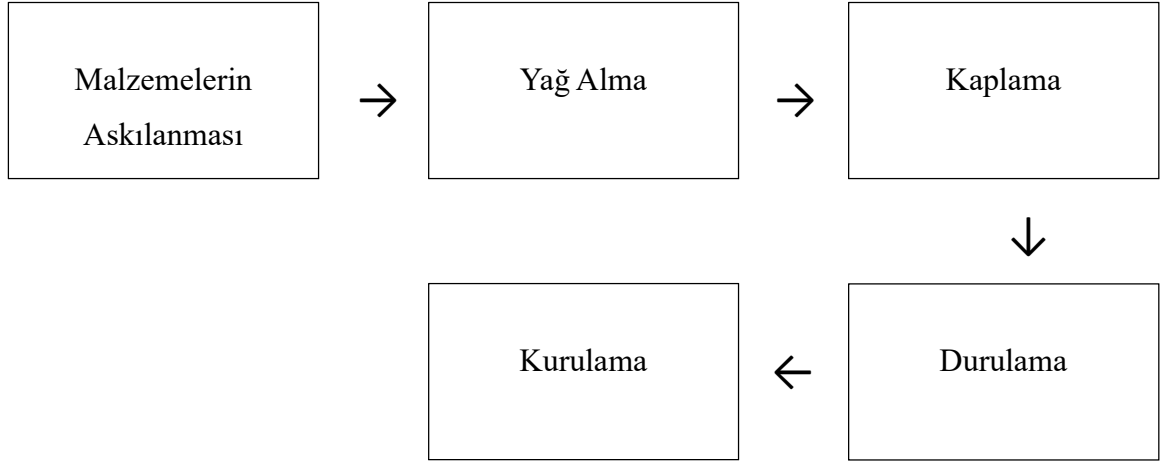 Malzemelerin
Askılanması
Yağ Alma
Kaplama
Durulama
Kurulama